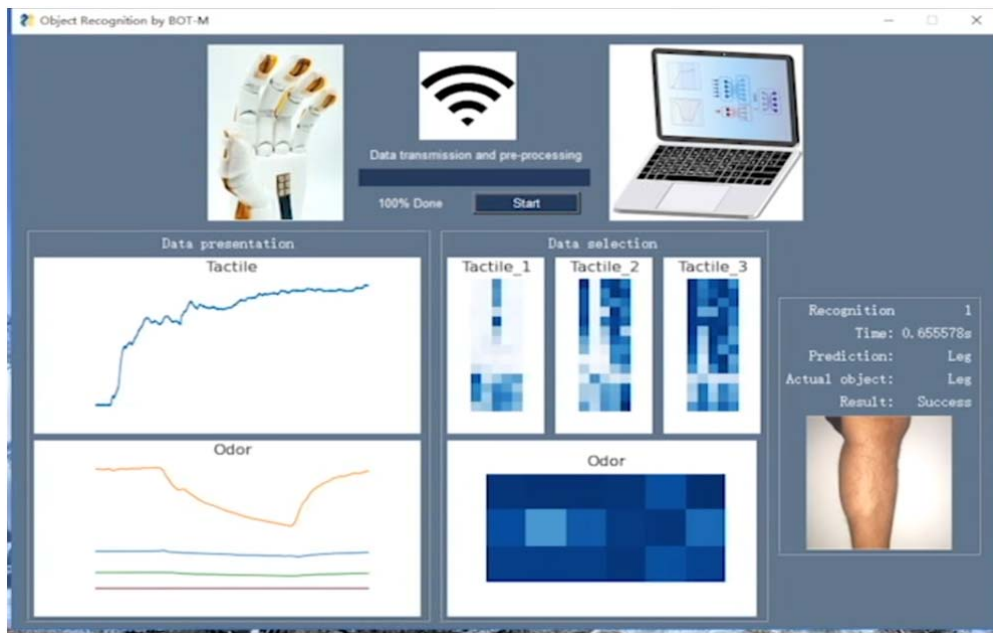 Object Recognition by BOT-M
Data transmission and pre-processing
100% Done
Start
Data presentation
Data selection
Tactile
Tactile_1
Tactile_2
Tactile_3
Recognition 1
Time: 0.655578s
Prediction: Leg
Actual object: Leg
Result: Success
Odor
Odor